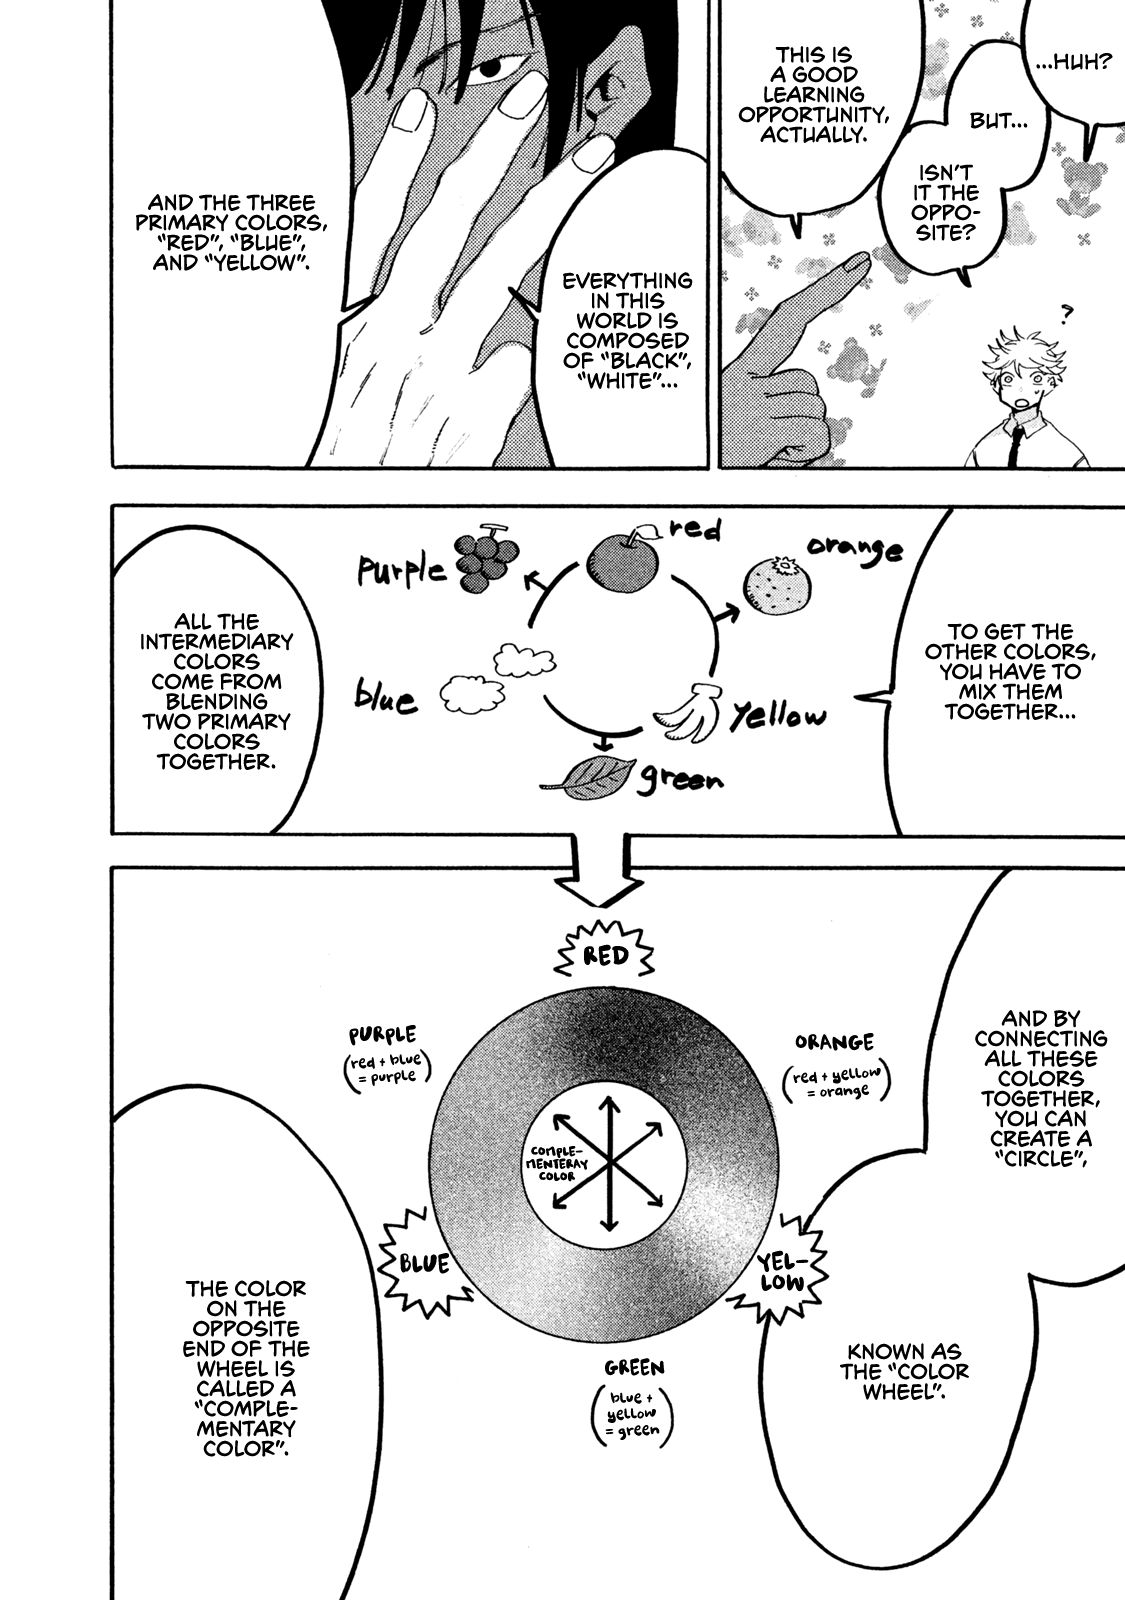 ...HUH?
BUT...
ISN'T
IT THE
OPPO-
SITE?
THIS IS
A GOOD
LEARNING
OPPORTUNITY,
ACTUALLY.
?
EVERYTHING
IN THIS
WORLD IS
COMPOSED
OF "BLACK",
"WHITE"...
AND THE THREE
PRIMARY COLORS,
"RED", "BLUE",
AND "YELLOW".
TO GET THE
OTHER COLORS,
YOU HAVE TO
MIX THEM
TOGETHER...
red
orange
purple
blue
yellow
green
ALL THE
INTERMEDIARY
COLORS
COME FROM
BLENDING
TWO PRIMARY
COLORS
TOGETHER.
AND BY
CONNECTING
ALL THESE
COLORS
TOGETHER,
YOU CAN
CREATE A
"CIRCLE",
KNOWN AS
THE "COLOR
WHEEL".
RED
ORANGE
(red + yellow
= orange)
PURPLE
(red + blue
= purple)
COMPLE-
MENTERAY
COLOR
BLUE
YEL-
LOW
GREEN
(blue +
yellow
= green)
THE COLOR
ON THE
OPPOSITE
END OF THE
WHEEL IS
CALLED A
"COMPLE-
MENTARY
COLOR".